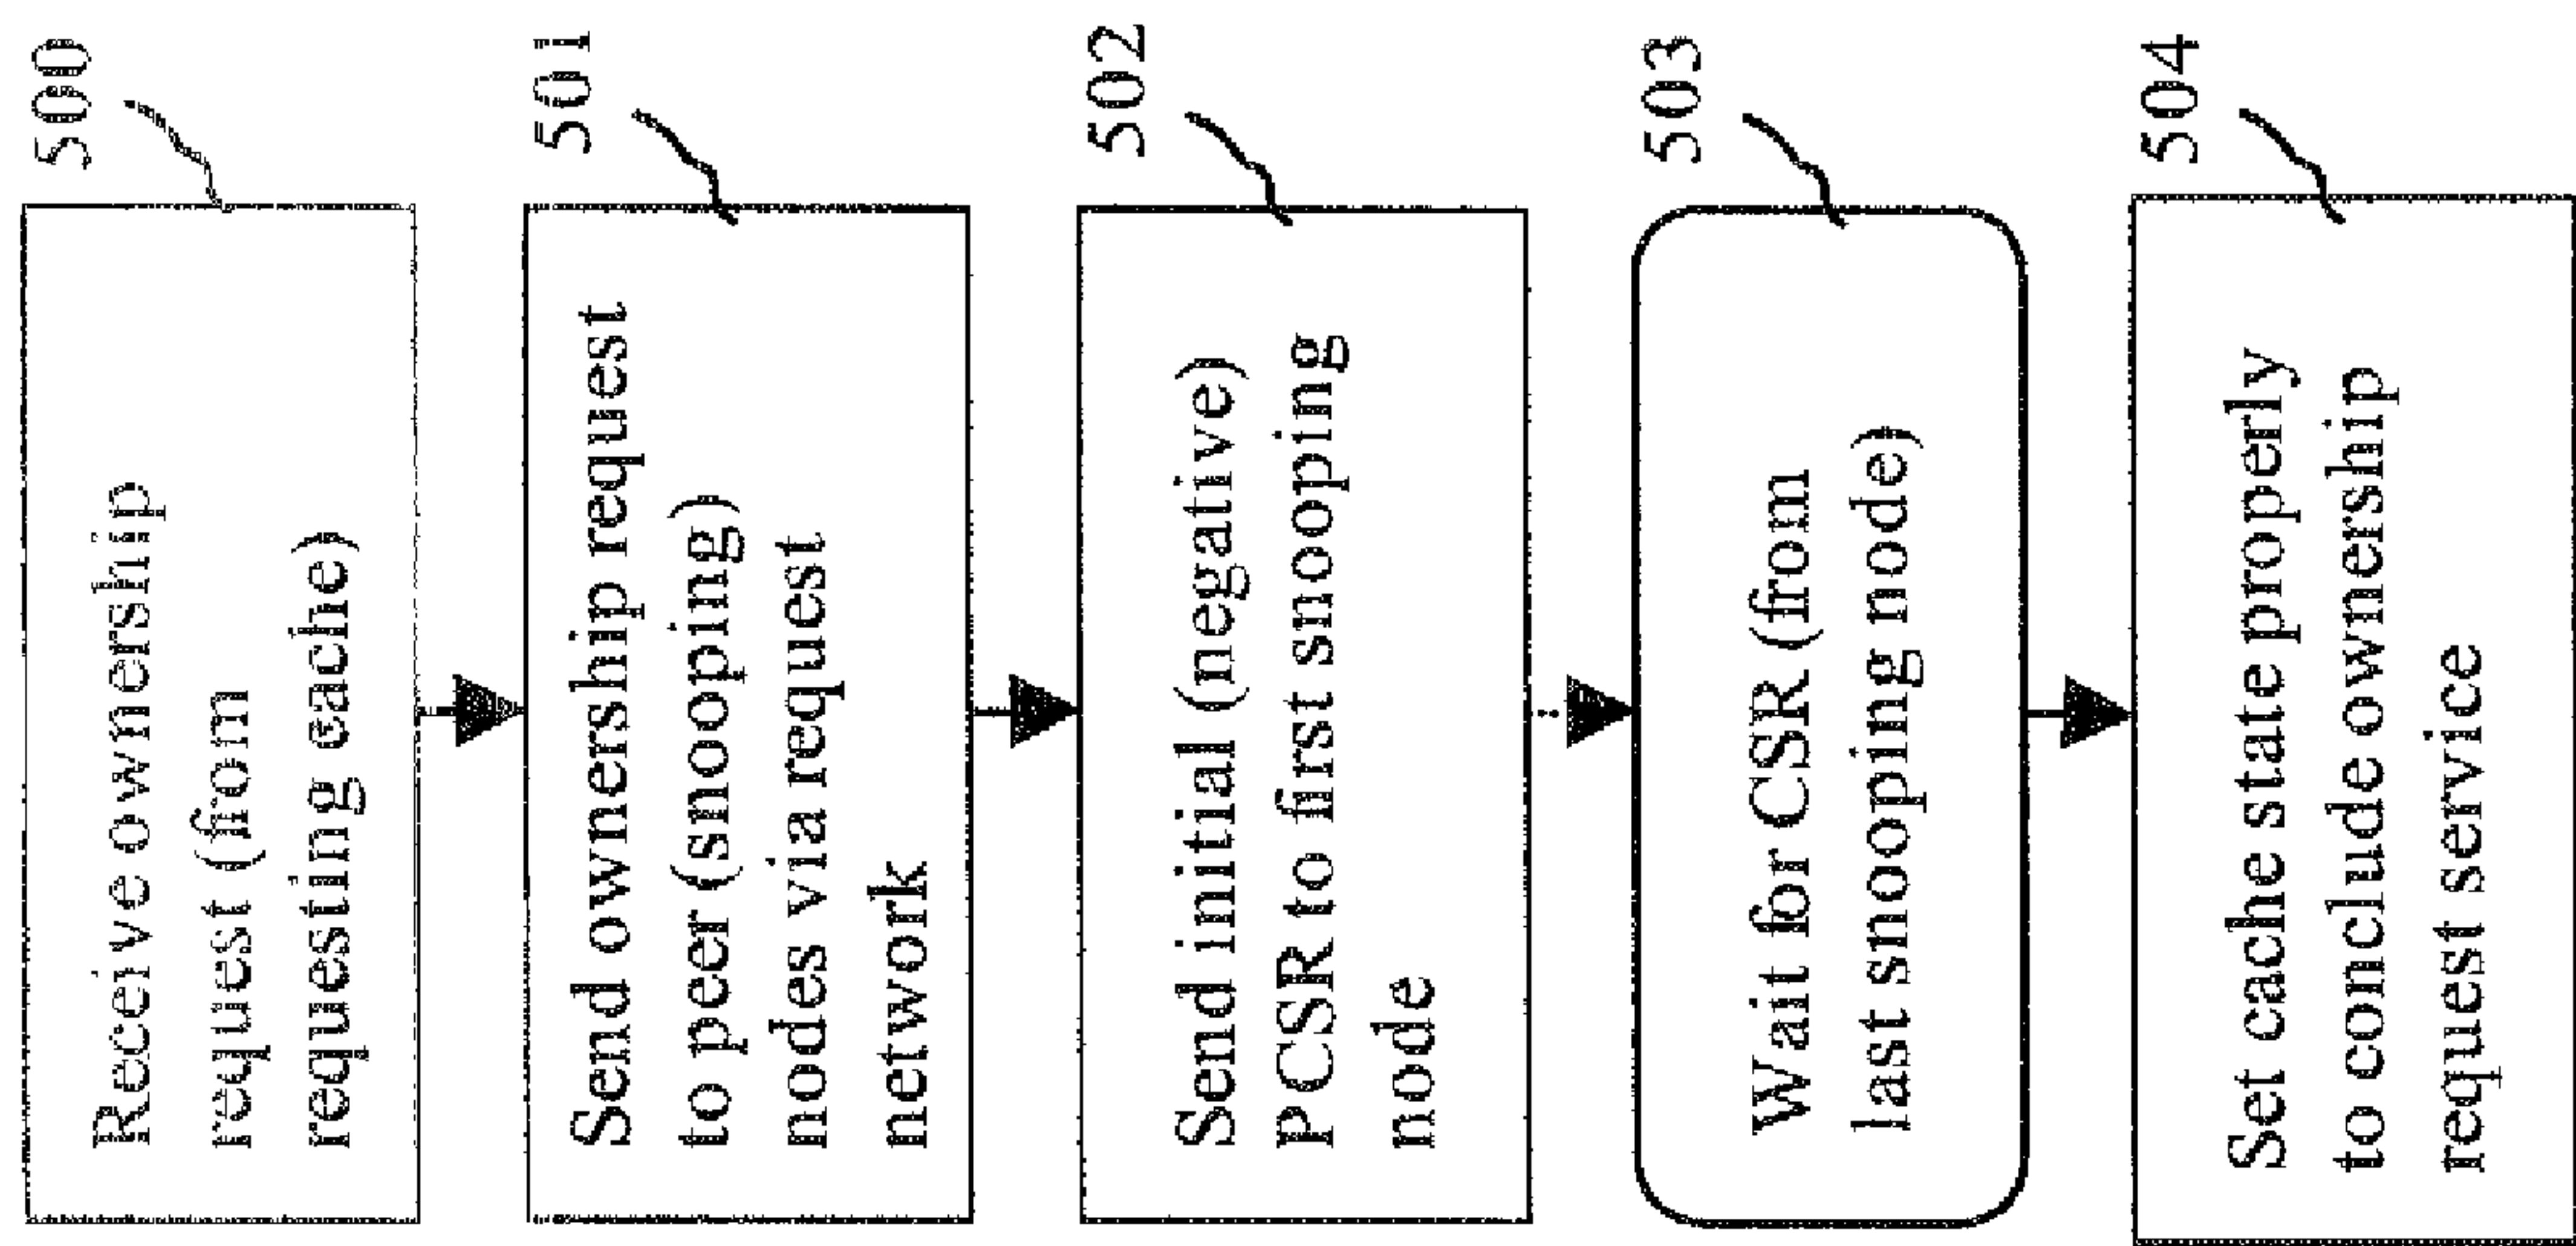 500
Receive ownership
request (from
requesting cache)
501
Send ownership request
to peer (snooping)
nodes via request
network
502
Send initial (negative)
PCSR to first snooping
node
503
Wait for CSR (from
last snooping node)
504
Set cache state properly
to conclude ownership
request service